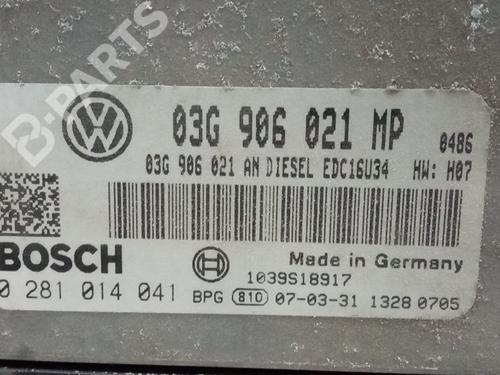 B-PARTS
03G 906 021 MP 0486
03G 906 021 AN DIESEL EDC16U34 HW: H07
BOSCH
Made in Germany
1039S18917
0 281 014 041 BPG 810 07-03-31 1328 0705